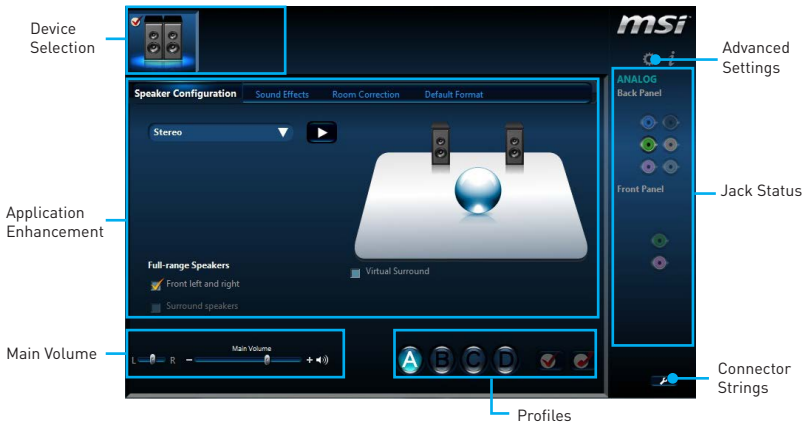 Device
Selection
msi
Advanced
Settings
ANALOG
Back Panel
Speaker Configuration
Sound Effects
Room Correction
Default Format
Stereo
Application
Enhancement
Front Panel
Jack Status
Full-range Speakers
Front left and right
Surround speakers
Virtual Surround
Main Volume
L R
Main Volume
- +
A B C D
Connector
Strings
Profiles